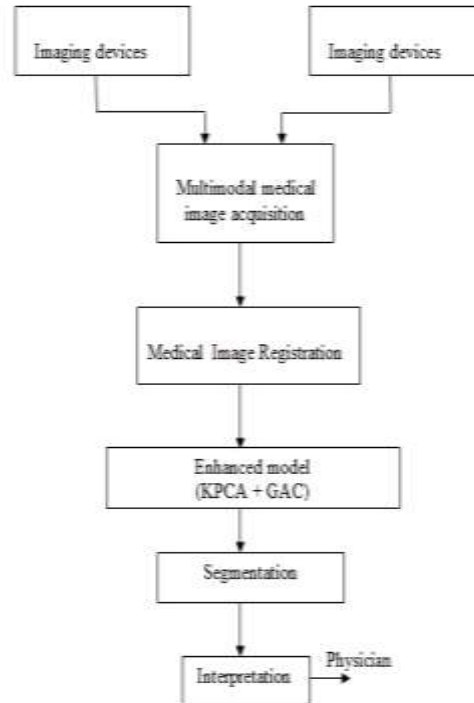 Imaging devices
Imaging devices
Multimodal medical
image acquisition
Medical Image Registration
Enhanced model
(KPCA + GAC)
Segmentation
Physician
Interpretation